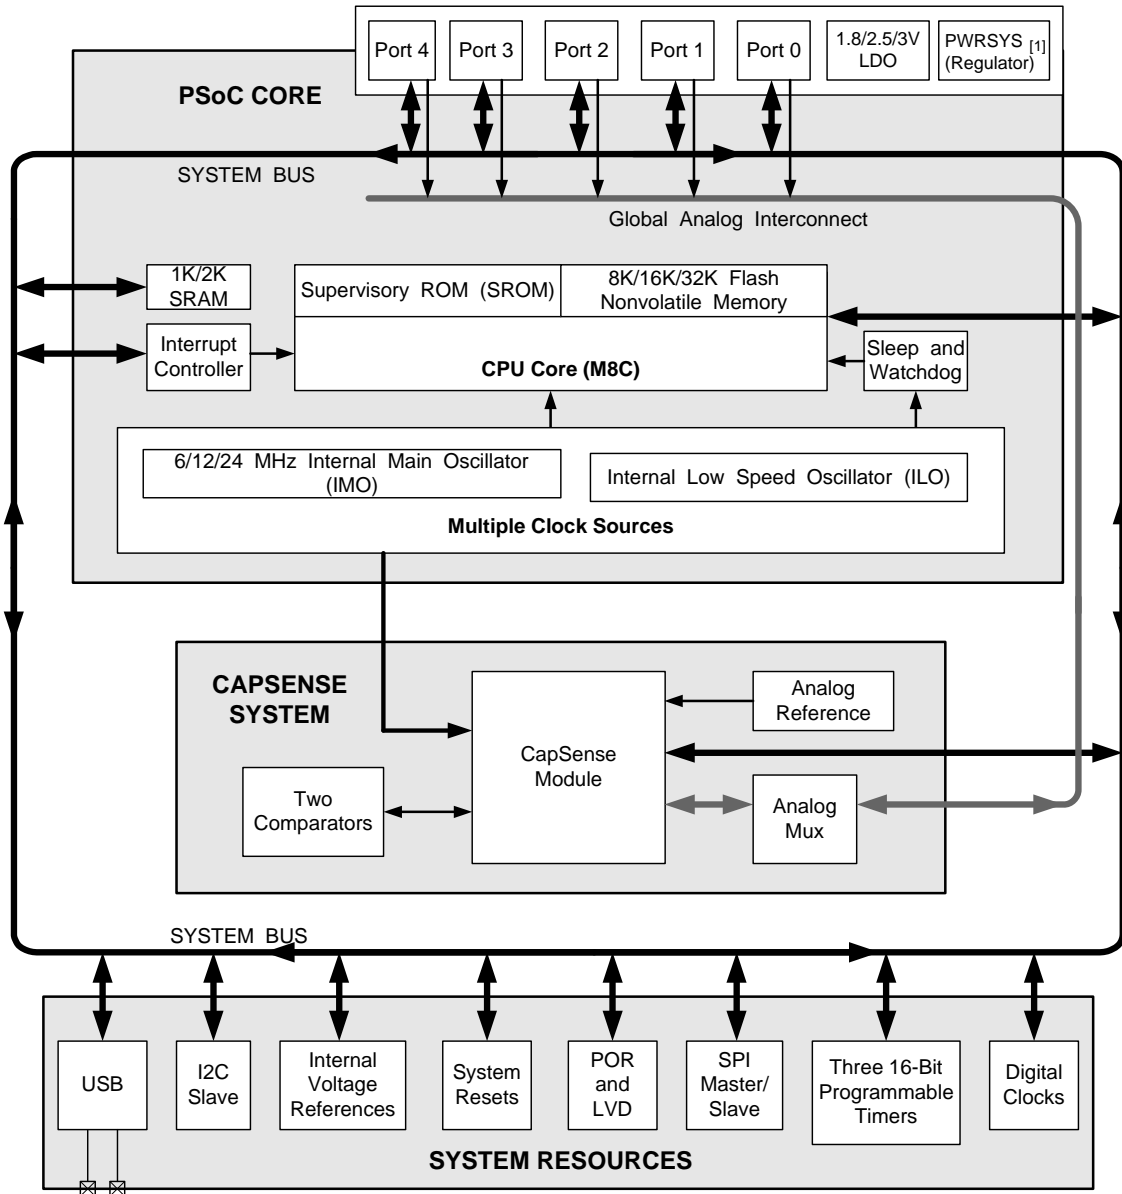 Port 4
Port 3
Port 2
Port 1
Port 0
1.8/2.5/3V
LDO
PWRSYS [1]
(Regulator)
PSoC CORE
SYSTEM BUS
Global Analog Interconnect
1K/2K
SRAM
Supervisory ROM (SROM)
8K/16K/32K Flash
Nonvolatile Memory
Interrupt
Controller
CPU Core (M8C)
Sleep and
Watchdog
6/12/24 MHz Internal Main Oscillator
(IMO)
Internal Low Speed Oscillator (ILO)
Multiple Clock Sources
CAPSENSE
SYSTEM
Analog
Reference
CapSense
Module
Two
Comparators
Analog
Mux
SYSTEM BUS
USB
I2C
Slave
Internal
Voltage
References
System
Resets
POR
and
LVD
SPI
Master/
Slave
Three 16-Bit
Programmable
Timers
Digital
Clocks
SYSTEM RESOURCES